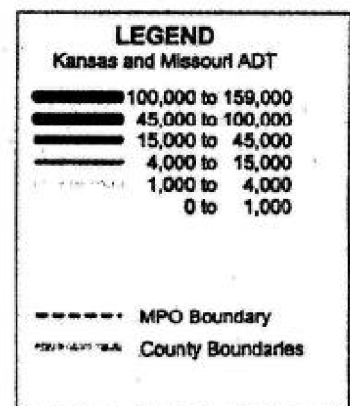 LEGEND
Kansas and Missouri ADT
100,000 to 159,000
45,000 to 100,000
15,000 to 45,000
4,000 to 15,000
1,000 to 4,000
0 to 1,000
MPO Boundary
County Boundaries